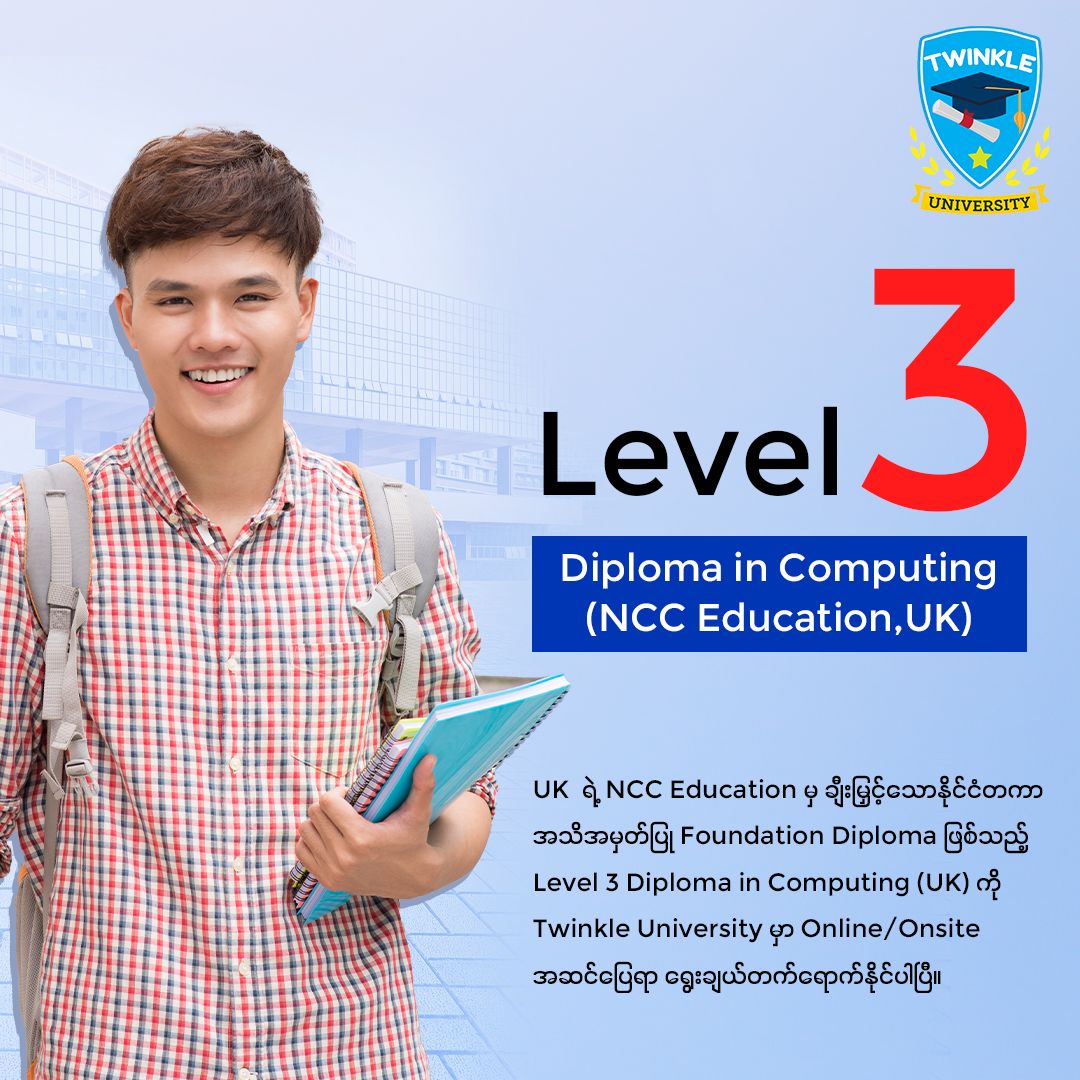 TWINKLE
UNIVERSITY
Level 3
Diploma in Computing
(NCC Education,UK)
UK ရဲ့ NCC Education မှ ချီးမြှင့်သောနိုင်ငံတကာ
အသိအမှတ်ပြု Foundation Diploma ဖြစ်သည့်
Level 3 Diploma in Computing (UK) ကို
Twinkle University မှာ Online/Onsite
အဆင်ပြေရာ ရွေးချယ်တက်ရောက်နိုင်ပါပြီ။